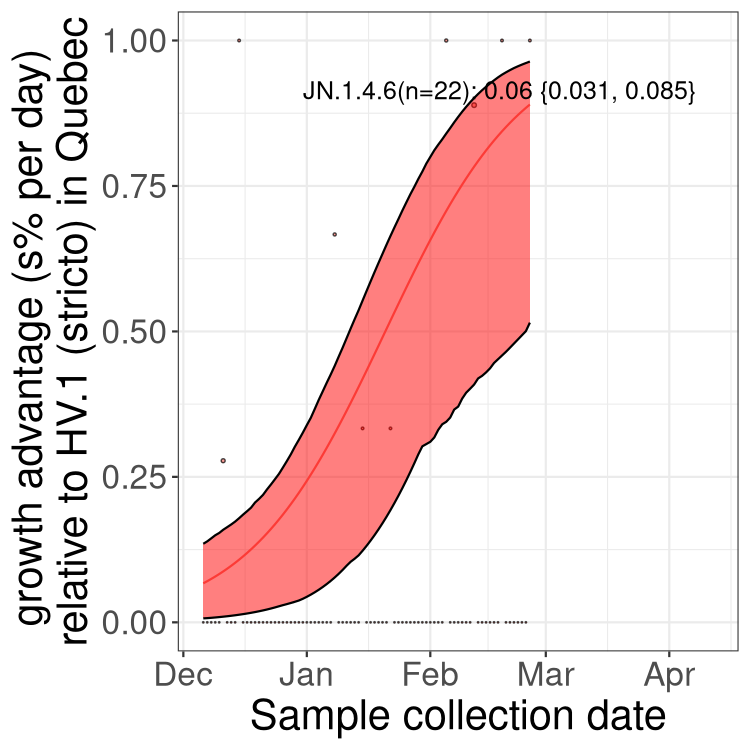 growth advantage (s% per day)
relative to HV.1 (stricto) in Quebec
1.00
0.75
0.50
0.25
0.00
JN.1.4.6(n=22): 0.06 {0.031, 0.085}
Dec Jan Feb Mar Apr
Sample collection date